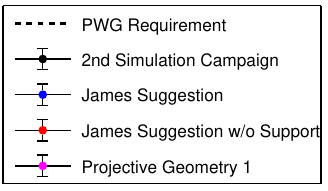 PWG Requirement
2nd Simulation Campaign
James Suggestion
James Suggestion w/o Support
Projective Geometry 1